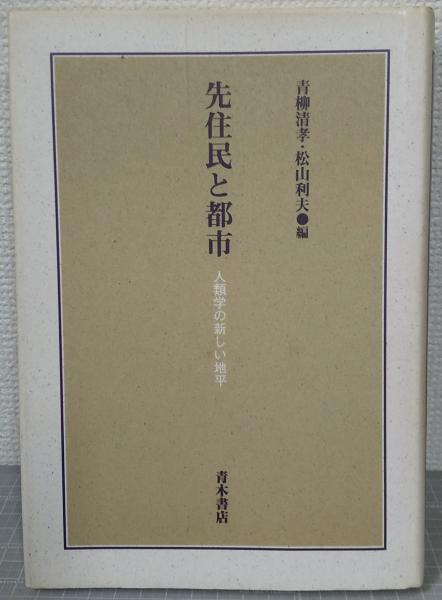 青柳清孝・松山利夫●編
先住民と都市
人類学の新しい地平
青木書店